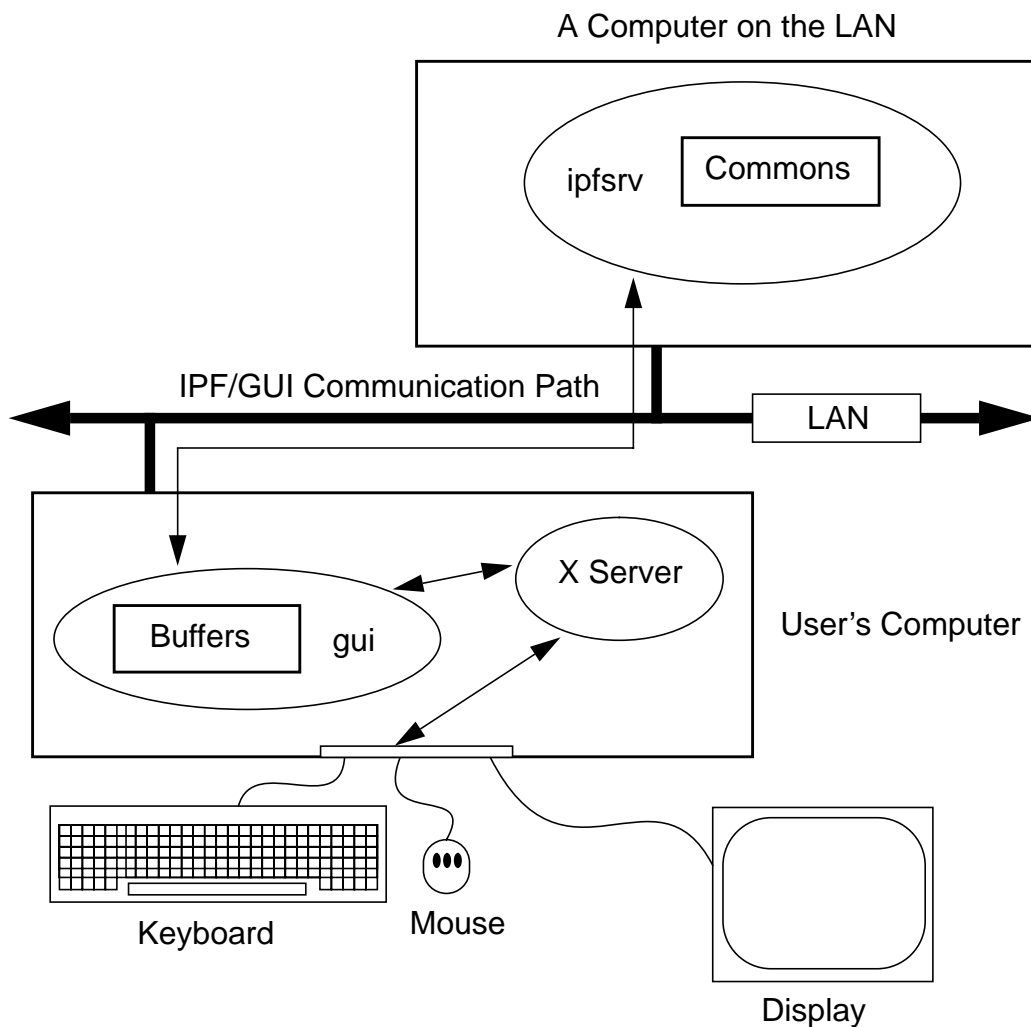 A Computer on the LAN
ipfsrv
Commons
IPF/GUI Communication Path
LAN
X Server
Buffers
gui
User’s Computer
Keyboard
Mouse
Display